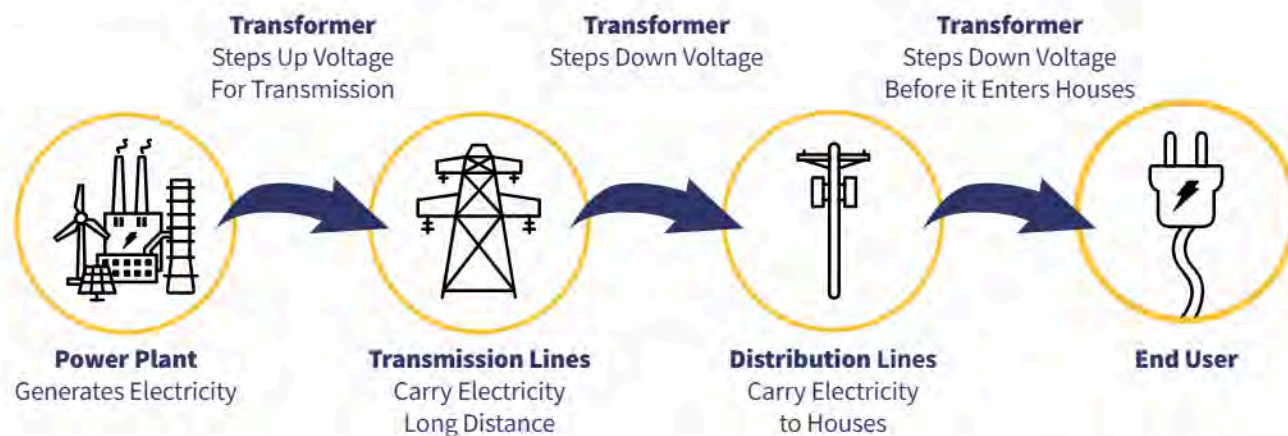 Transformer
Steps Up Voltage
For Transmission
Transformer
Steps Down Voltage
Transformer
Steps Down Voltage
Before it Enters Houses
Power Plant
Generates Electricity
Transmission Lines
Carry Electricity
Long Distance
Distribution Lines
Carry Electricity
to Houses
End User